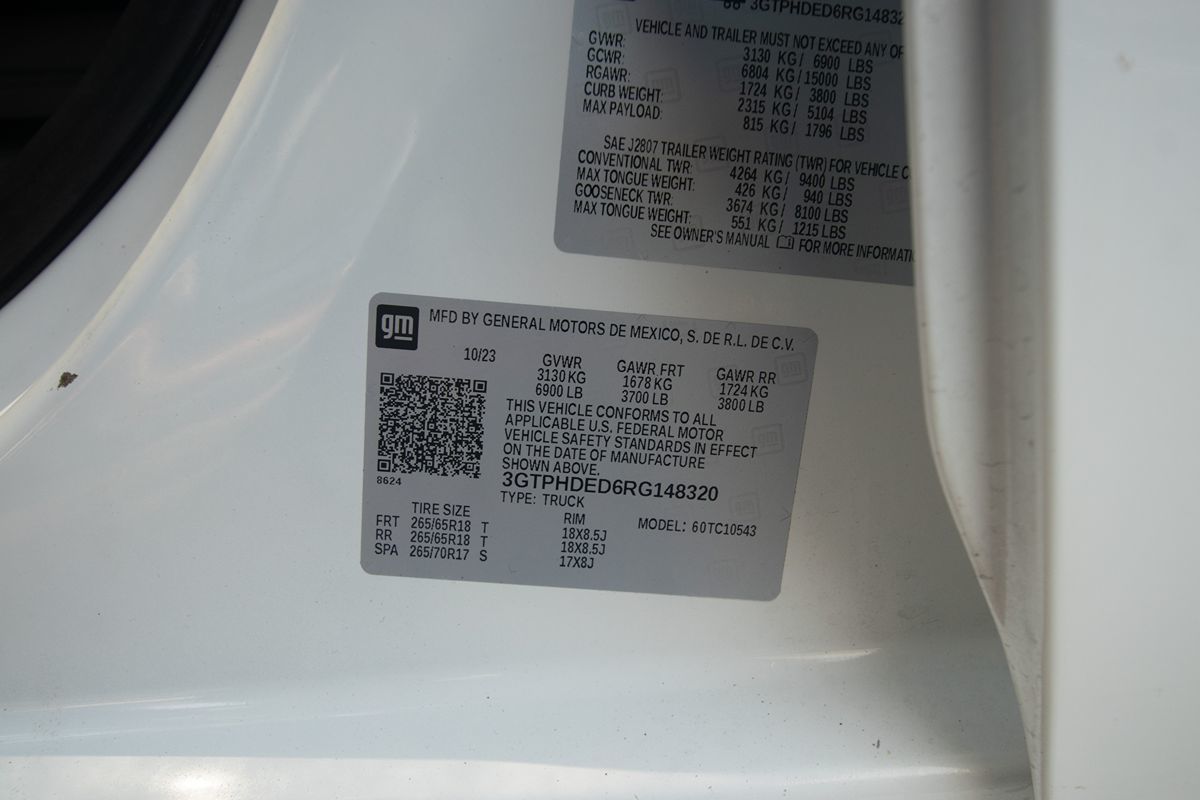 3GTPHDED6RG14832
VEHICLE AND TRAILER MUST NOT EXCEED ANY OF
GVWR: 3130 KG/ 6900 LBS
GCWR: 6804 KG/15000 LBS
RGAWR: 1724 KG/ 3800 LBS
CURB WEIGHT: 2315 KG/ 5104 LBS
MAX PAYLOAD: 815 KG/ 1796 LBS
SAE J2807 TRAILER WEIGHT RATING (TWR) FOR VEHICLE
CONVENTIONAL TWR: 4264 KG/ 9400 LBS
MAX TONGUE WEIGHT: 426 KG/ 940 LBS
GOOSENECK TWR: 3674 KG/ 8100 LBS
MAX TONGUE WEIGHT: 551 KG/ 1215 LBS
SEE OWNER'S MANUAL FOR MORE INFORMATI
gm MFD BY GENERAL MOTORS DE MEXICO, S. DE R.L. DE C.V.
10/23 GVWR GAWR FRT GAWR RR
3130 KG 1678 KG 1724 KG
6900 LB 3700 LB 3800 LB
THIS VEHICLE CONFORMS TO ALL
APPLICABLE U.S. FEDERAL MOTOR
VEHICLE SAFETY STANDARDS IN EFFECT
ON THE DATE OF MANUFACTURE
SHOWN ABOVE.
8624
3GTPHDED6RG148320
TYPE: TRUCK
TIRE SIZE RIM MODEL: 60TC10543
FRT 265/65R18 T 18X8.5J
RR 265/65R18 T 18X8.5J
SPA 265/70R17 S 17X8J